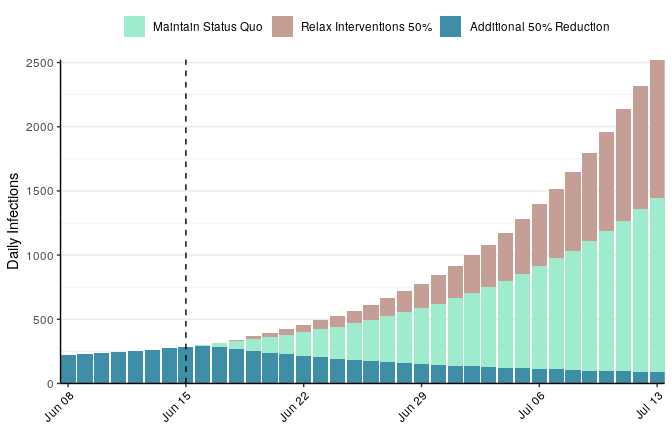 Maintain Status Quo Relax Interventions 50% Additional 50% Reduction
Daily Infections
2500
2000
1500
1000
500
0
Jun 08 Jun 15 Jun 22 Jun 29 Jul 06 Jul 13